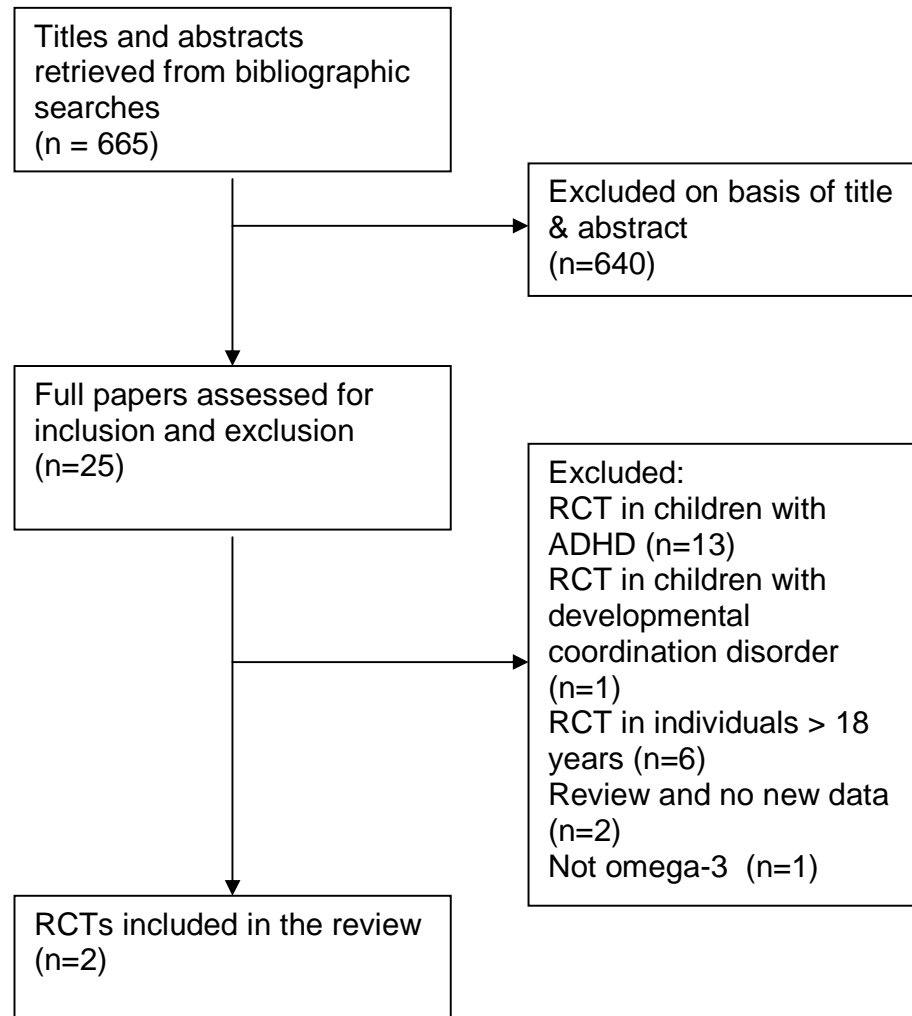 Titles and abstracts
retrieved from bibliographic
searches
(n = 665)
Excluded on basis of title
& abstract
(n=640)
Full papers assessed for
inclusion and exclusion
(n=25)
Excluded:
RCT in children with
ADHD (n=13)
RCT in children with
developmental
coordination disorder
(n=1)
RCT in individuals > 18
years (n=6)
Review and no new data
(n=2)
Not omega-3  (n=1)
RCTs included in the review
(n=2)